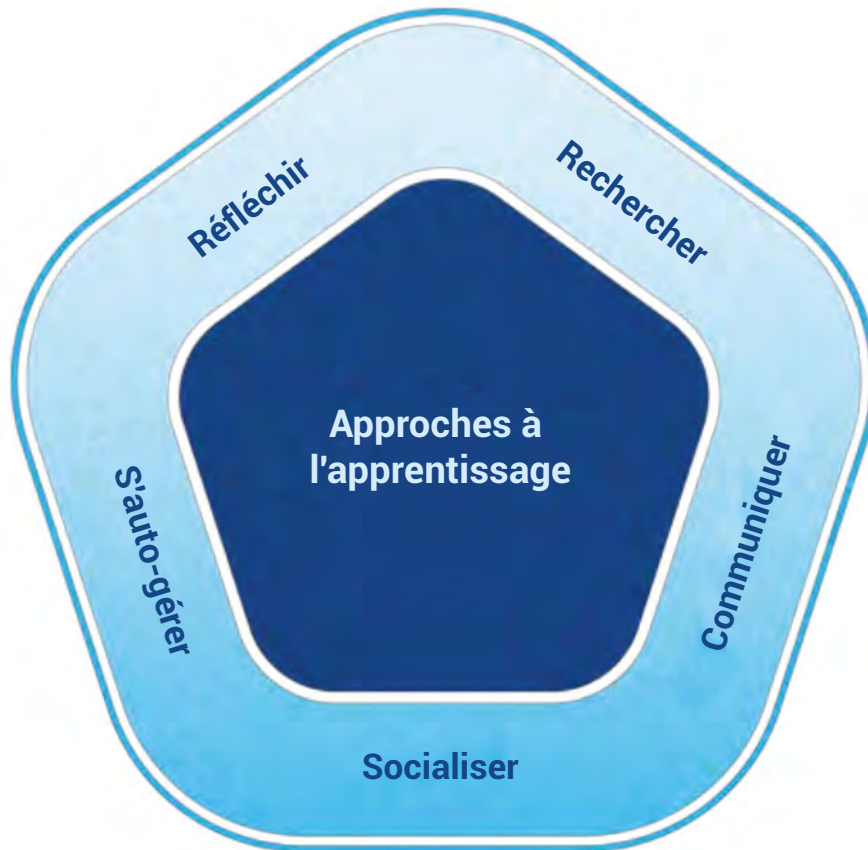 Réfléchir
Rechercher
Approches à
l'apprentissage
S'auto-gérer
Communiquer
Socialiser